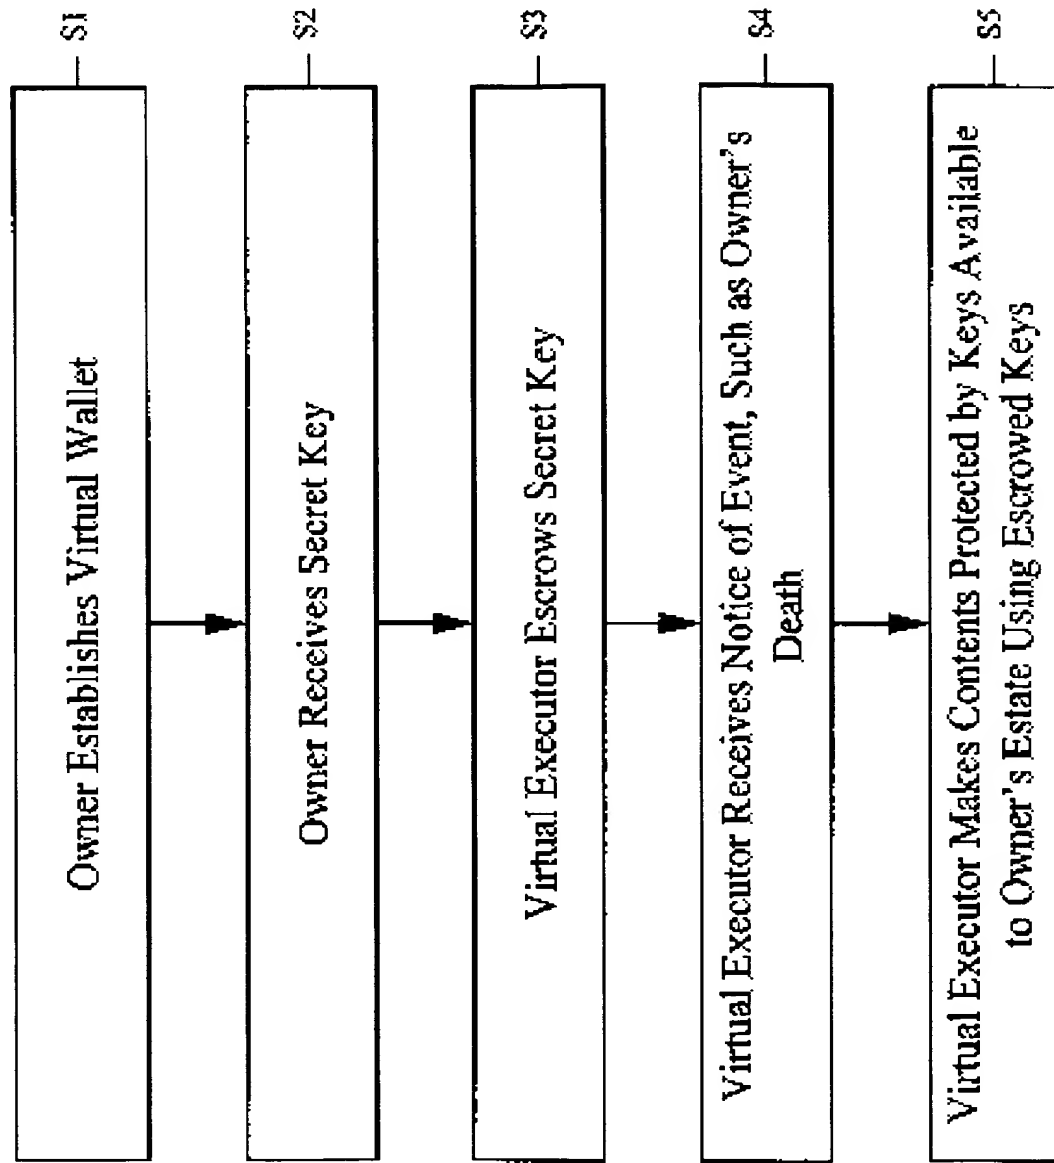 Owner Establishes Virtual Wallet
S1
Owner Receives Secret Key
S2
Virtual Executor Escrows Secret Key
S3
Virtual Executor Receives Notice of Event, Such as Owner's
Death
S4
Virtual Executor Makes Contents Protected by Keys Available
to Owner's Estate Using Escrowed Keys
S5